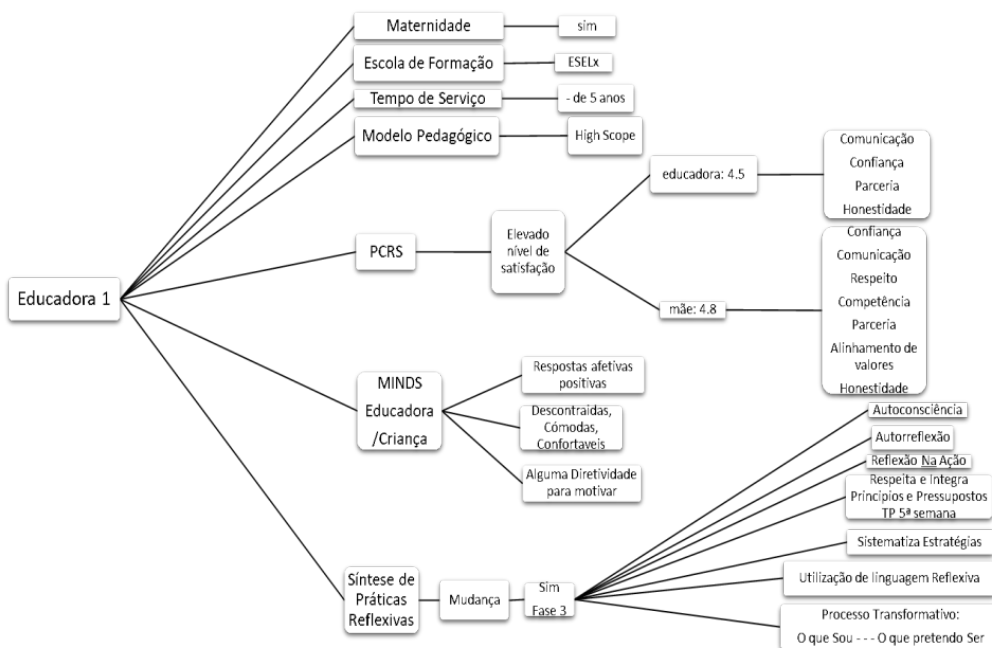 Educadora 1
Maternidade
sim
Escola de Formação
ESELx
Tempo de Serviço
- de 5 anos
Modelo Pedagógico
High Scope
PCRS
Elevado
nível de
satisfação
educadora: 4.5
Comunicação
Confiança
Parceria
Honestidade
mãe: 4.8
Confiança
Comunicação
Respeito
Competência
Parceria
Alinhamento de
valores
Honestidade
MINDS
Educadora
/Criança
Respostas afetivas
positivas
Descontraidas,
Cómodas,
Confortaveis
Alguma Diretividade
para motivar
Síntese de
Práticas
Reflexivas
Mudança
Sim
Fase 3
Autoconsciência
Autorreflexão
Reflexão Na Ação
Respeita e Integra
Principios e Pressupostos
TP 5ª semana
Sistematiza Estratégias
Utilização de linguagem Reflexiva
Processo Transformativo:
O que Sou - - - O que pretendo Ser